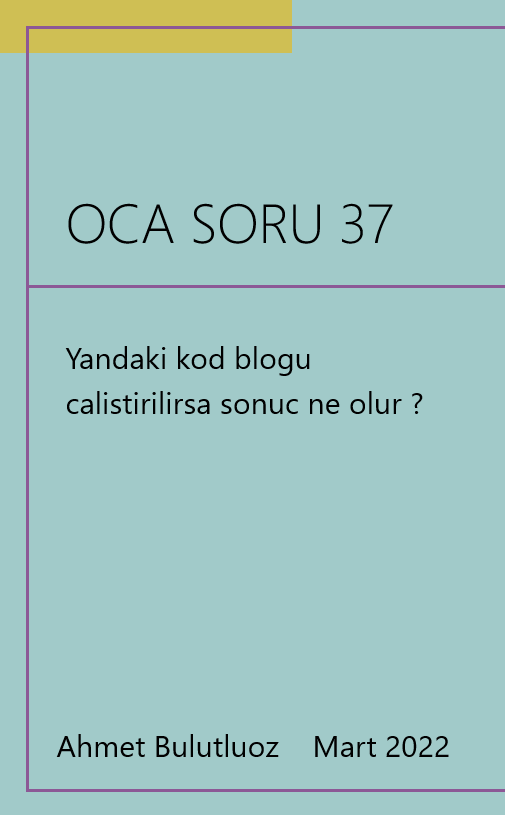 OCA SORU 37
Yandaki kod blogu
calistirilirsa sonuc ne olur ?
Ahmet Bulutluoz Mart 2022